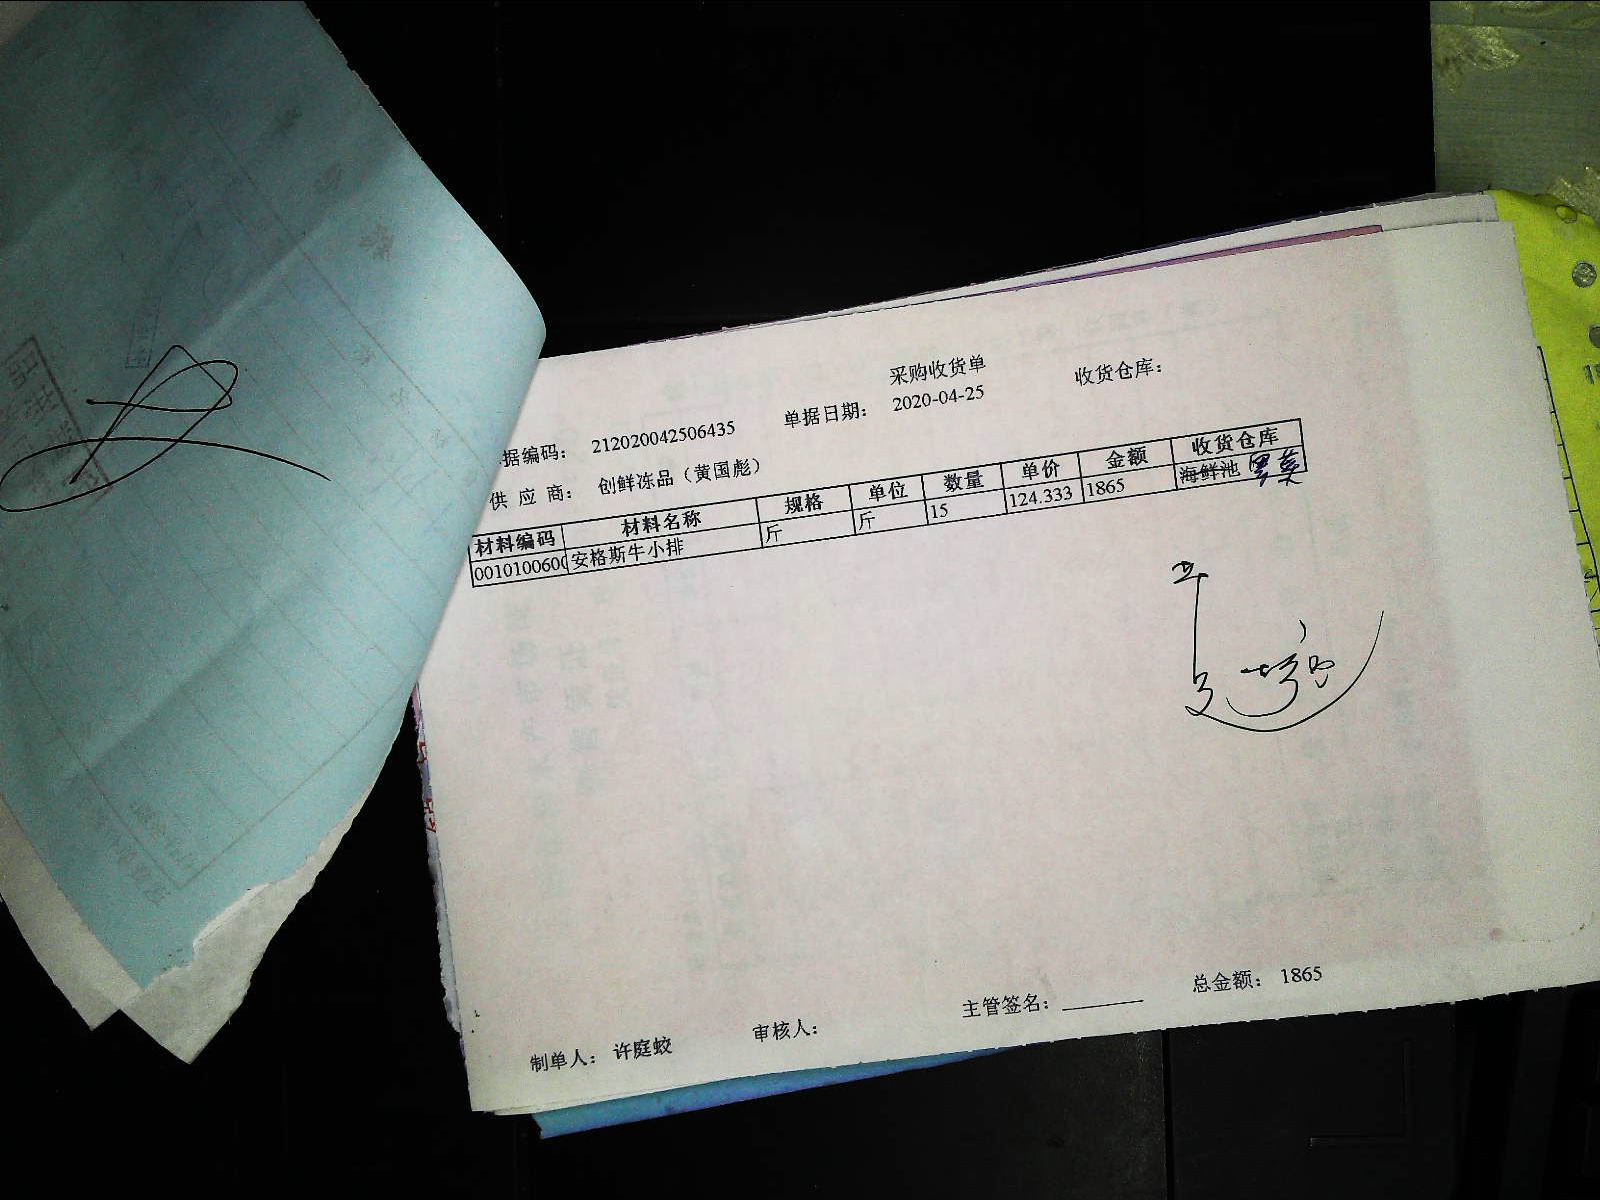 采购收货单
据编码： 212020042506435 单据日期： 2020-04-25 收货仓库：
供 应 商： 创鲜冻品（黄国彪）
材料编码 材料名称 规格 单位 数量 单价 金额 收货仓库
0010100600 安格斯牛小排 斤 斤 15 124.333 1865 海鲜池
制单人： 许庭蛟 审核人： 主管签名： 总金额： 1865